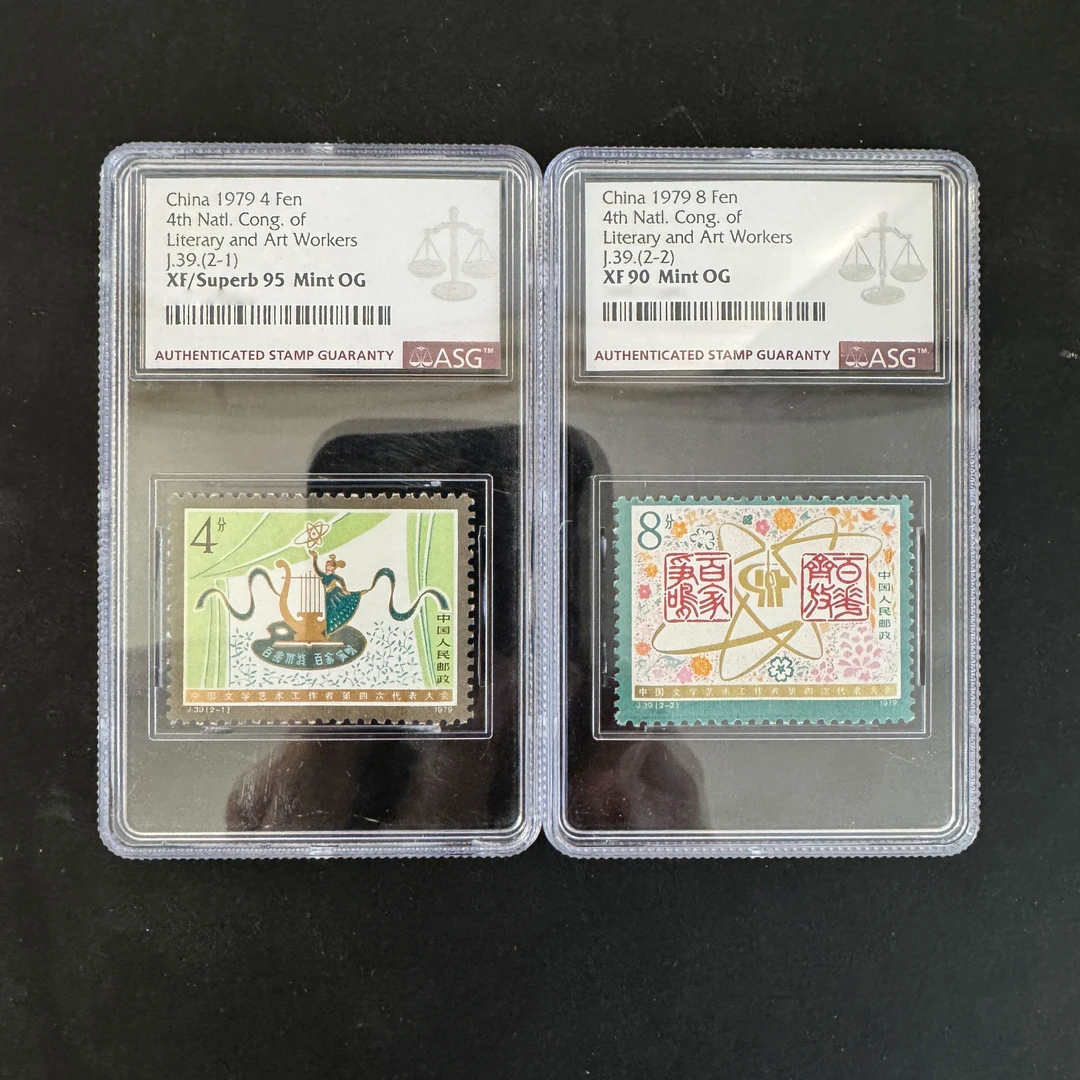 China 1979 4 Fen
4th Natl. Cong. of
Literary and Art Workers
J.39.(2-1)
XF/Superb 95 Mint OG
AUTHENTICATED STAMP GUARANTY
ASG™
4分
百花齐放 百家争鸣
中国人民邮政
中国文学艺术工作者第四次代表大会
J.39(2-1)
1979
China 1979 8 Fen
4th Natl. Cong. of
Literary and Art Workers
J.39.(2-2)
XF 90 Mint OG
AUTHENTICATED STAMP GUARANTY
ASG™
8分
百花齊放
百家爭鳴
中国人民邮政
中国文学艺术工作者第四次代表大会
J.39(2-2)
1979